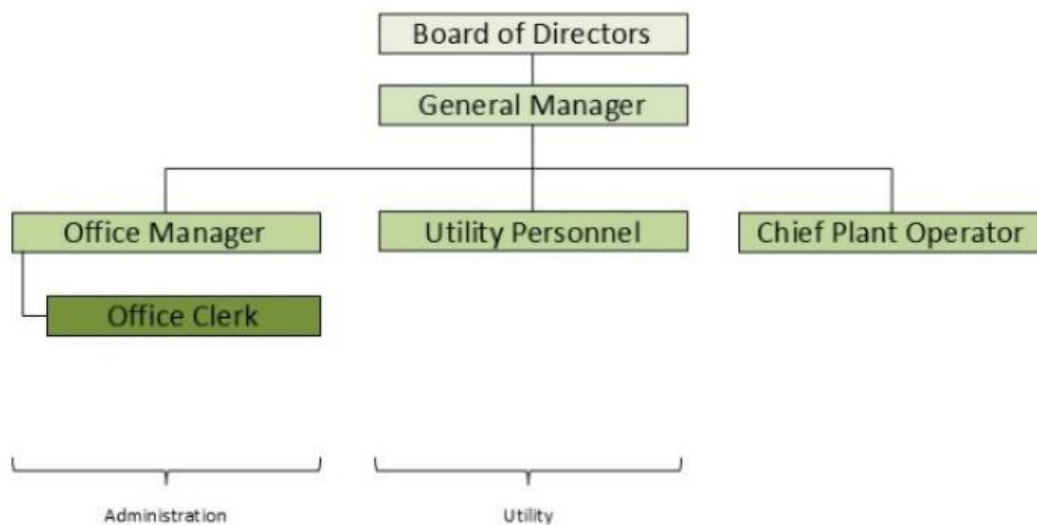 Board of Directors
General Manager
Office Manager
Utility Personnel
Chief Plant Operator
Office Clerk
Administration
Utility